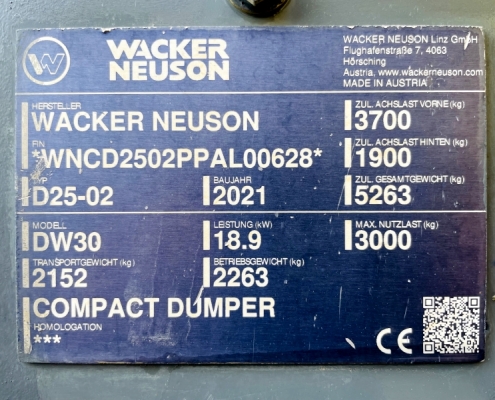 WACKER
NEUSON
WACKER NEUSON Linz GmbH
Flughafenstraße 7, 4063
Hörsching
Austria, www.wackerneuson.com
MADE IN AUSTRIA
HERSTELLER
WACKER NEUSON
ZUL. ACHSLAST VORNE (kg)
3700
FIN
*WNCD2502PPAL00628*
ZUL. ACHSLAST HINTEN (kg)
1900
TYP
D25-02
BAUJAHR
2021
ZUL. GESAMTGEWICHT (kg)
5263
MODELL
DW30
LEISTUNG (kW)
18.9
MAX. NUTZLAST (kg)
3000
TRANSPORTGEWICHT (kg)
2152
BETRIEBSGEWICHT (kg)
2263
COMPACT DUMPER
HOMOLOGATION
***
CE